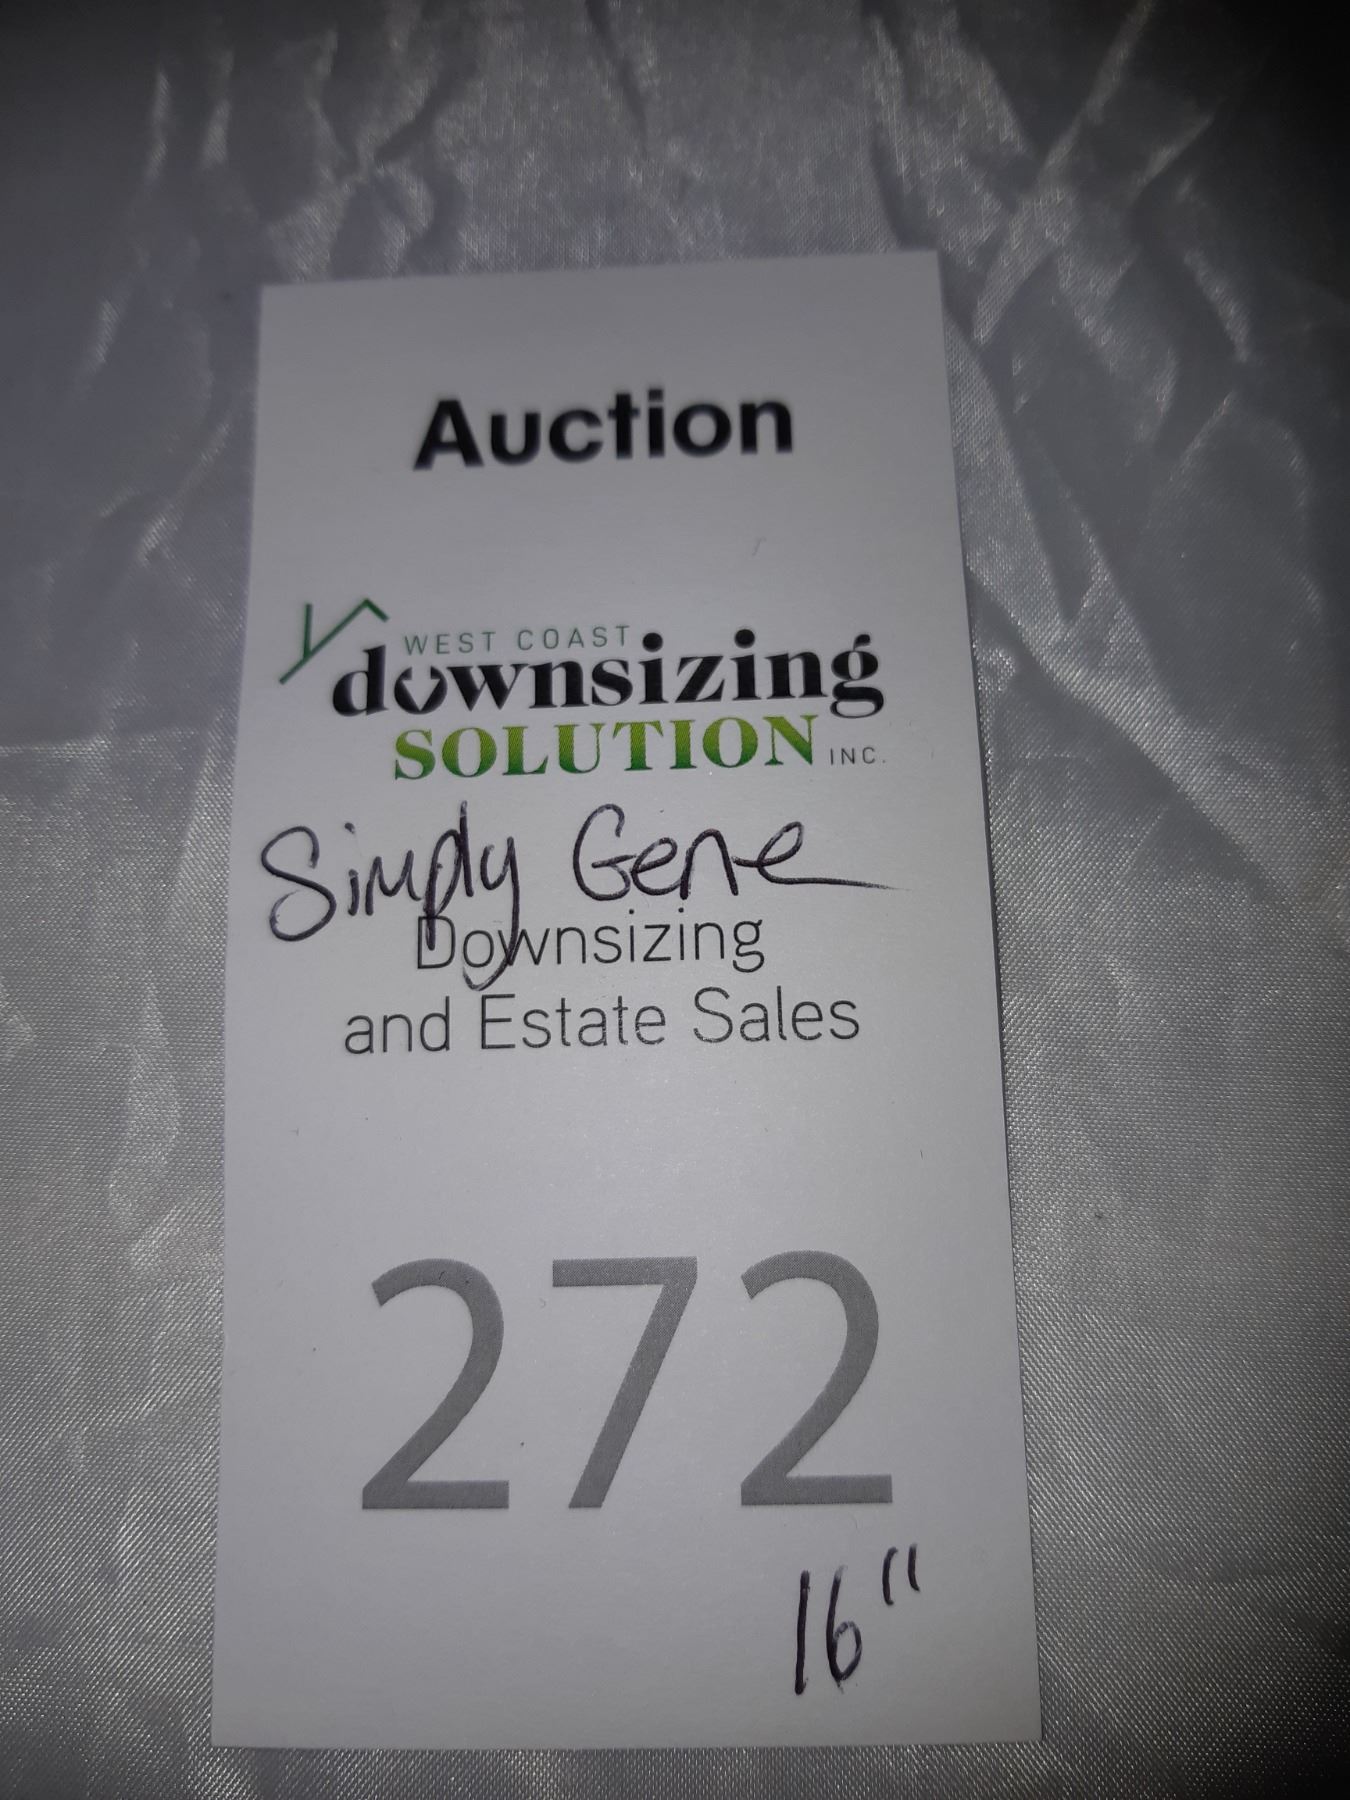 Auction
WEST COAST
downsizing
SOLUTION INC.
Simply Gene
Downsizing
and Estate Sales
272
16"